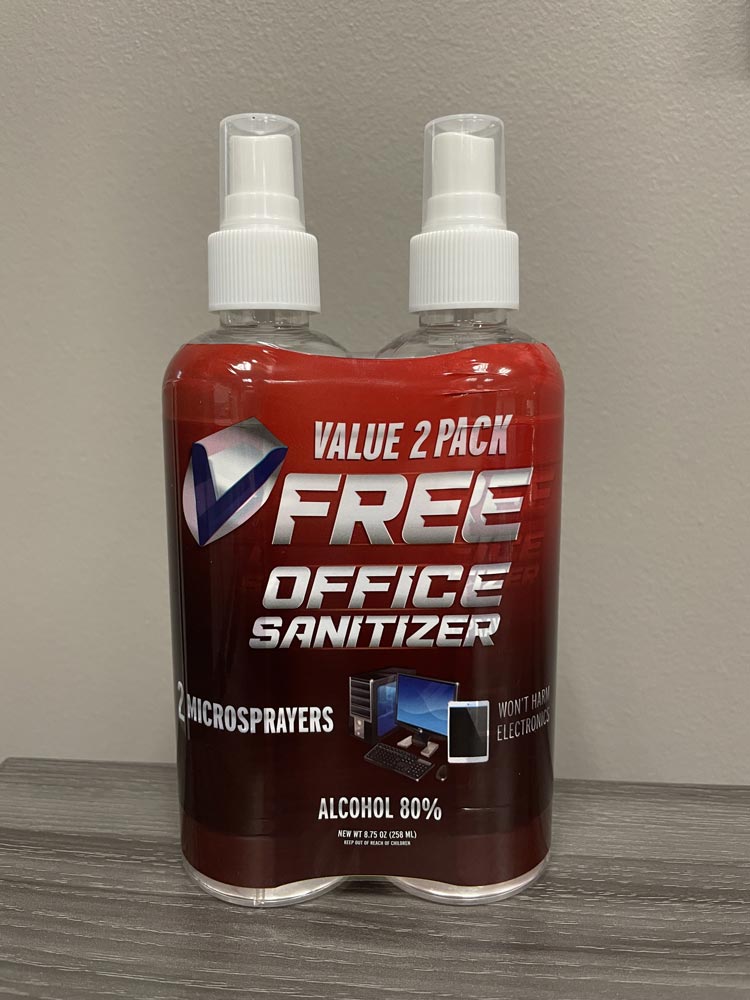 VALUE 2 PACK
FREE
OFFICE
SANITIZER
2 MICROSPRAYERS
WON'T HARM
ELECTRONICS
ALCOHOL 80%
NEW WT 8.75 OZ (258 ML)
KEEP OUT OF REACH OF CHILDREN